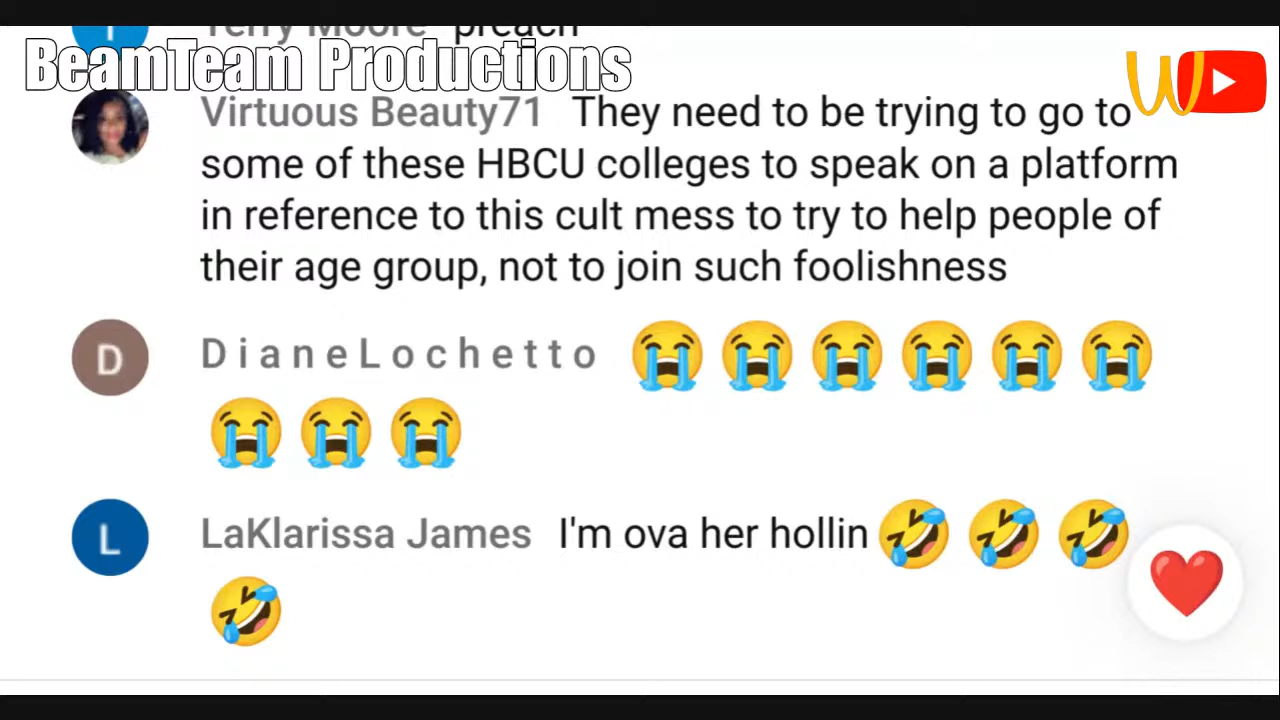 Terry Moore preach
BeamTeam Productions
Virtuous Beauty71 They need to be trying to go to
some of these HBCU colleges to speak on a platform
in reference to this cult mess to try to help people of
their age group, not to join such foolishness
D
D i a n e L o c h e t t o 😭😭😭😭😭😭
😭😭😭
L
LaKlarissa James I'm ova her hollin🤣🤣🤣
🤣
W